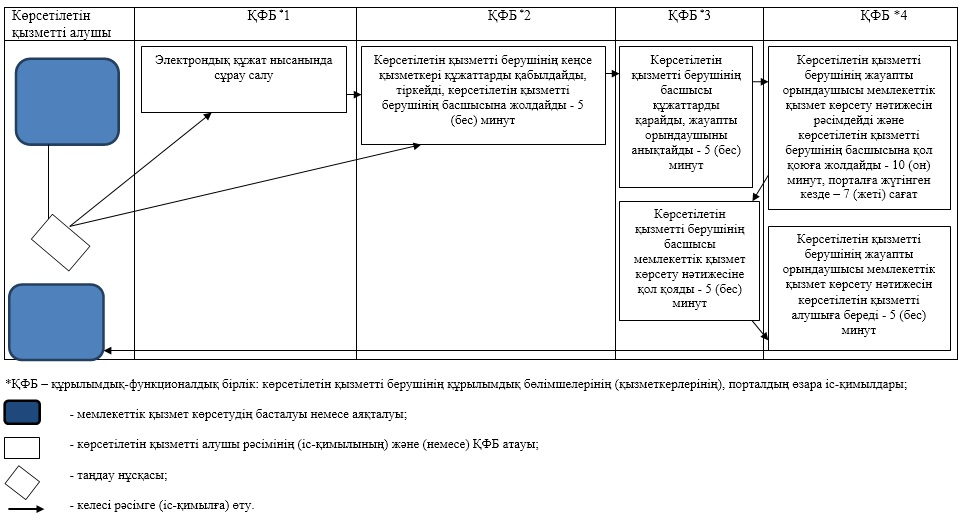 Көрсетілетін
қызметті алушы
ҚФБ *1
ҚФБ *2
ҚФБ *3
ҚФБ *4
Электрондық құжат нысанында
сұрау салу
Көрсетілетін қызметті берушінің кеңсе
қызметкері құжаттарды қабылдайды,
тіркейді, көрсетілетін қызметті
берушінің басшысына жолдайды - 5
(бес) минут
Көрсетілетін
қызметті берушінің
басшысы
құжаттарды
қарайды, жауапты
орындаушыны
анықтайды - 5 (бес)
минут
Көрсетілетін қызметті
берушінің жауапты
орындаушысы мемлекеттік
қызмет көрсету нәтижесін
рәсімдейді және
көрсетілетін қызметті
берушінің басшысына қол
қоюға жолдайды - 10 (он)
минут, порталға жүгінген
кезде – 7 (жеті) сағат
Көрсетілетін
қызметті берушінің
басшысы
мемлекеттік қызмет
көрсету нәтижесіне
қол қояды - 5 (бес)
минут
Көрсетілетін қызметті
берушінің жауапты
орындаушысы мемлекеттік
қызмет көрсету нәтижесін
көрсетілетін қызметті
алушыға береді - 5 (бес)
минут
*ҚФБ – құрылымдық-функционалдық бірлік: көрсетілетін қызметті берушінің құрылымдық бөлімшелерінің (қызметкерлерінің), порталдың өзара іс-қимылдары;
- мемлекеттік қызмет көрсетудің басталуы немесе аяқталуы;
- көрсетілетін қызметті алушы рәсімінің (іс-қимылының) және (немесе) ҚФБ атауы;
- таңдау нұсқасы;
- келесі рәсімге (іс-қимылға) өту.